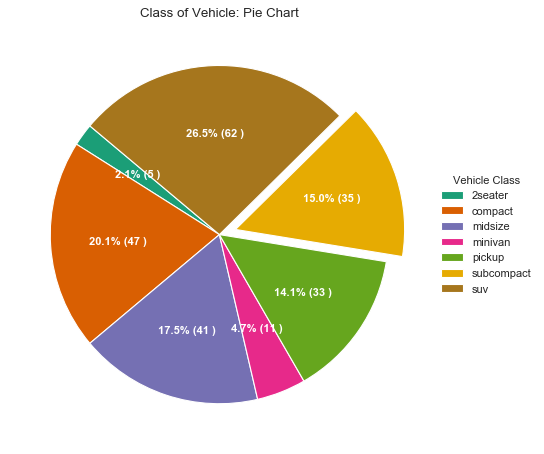 Class of Vehicle: Pie Chart
26.5% (62 )
2.1% (5 )
15.0% (35 )
20.1% (47 )
14.1% (33 )
17.5% (41 )
4.7% (11 )
Vehicle Class
2seater
compact
midsize
minivan
pickup
subcompact
suv